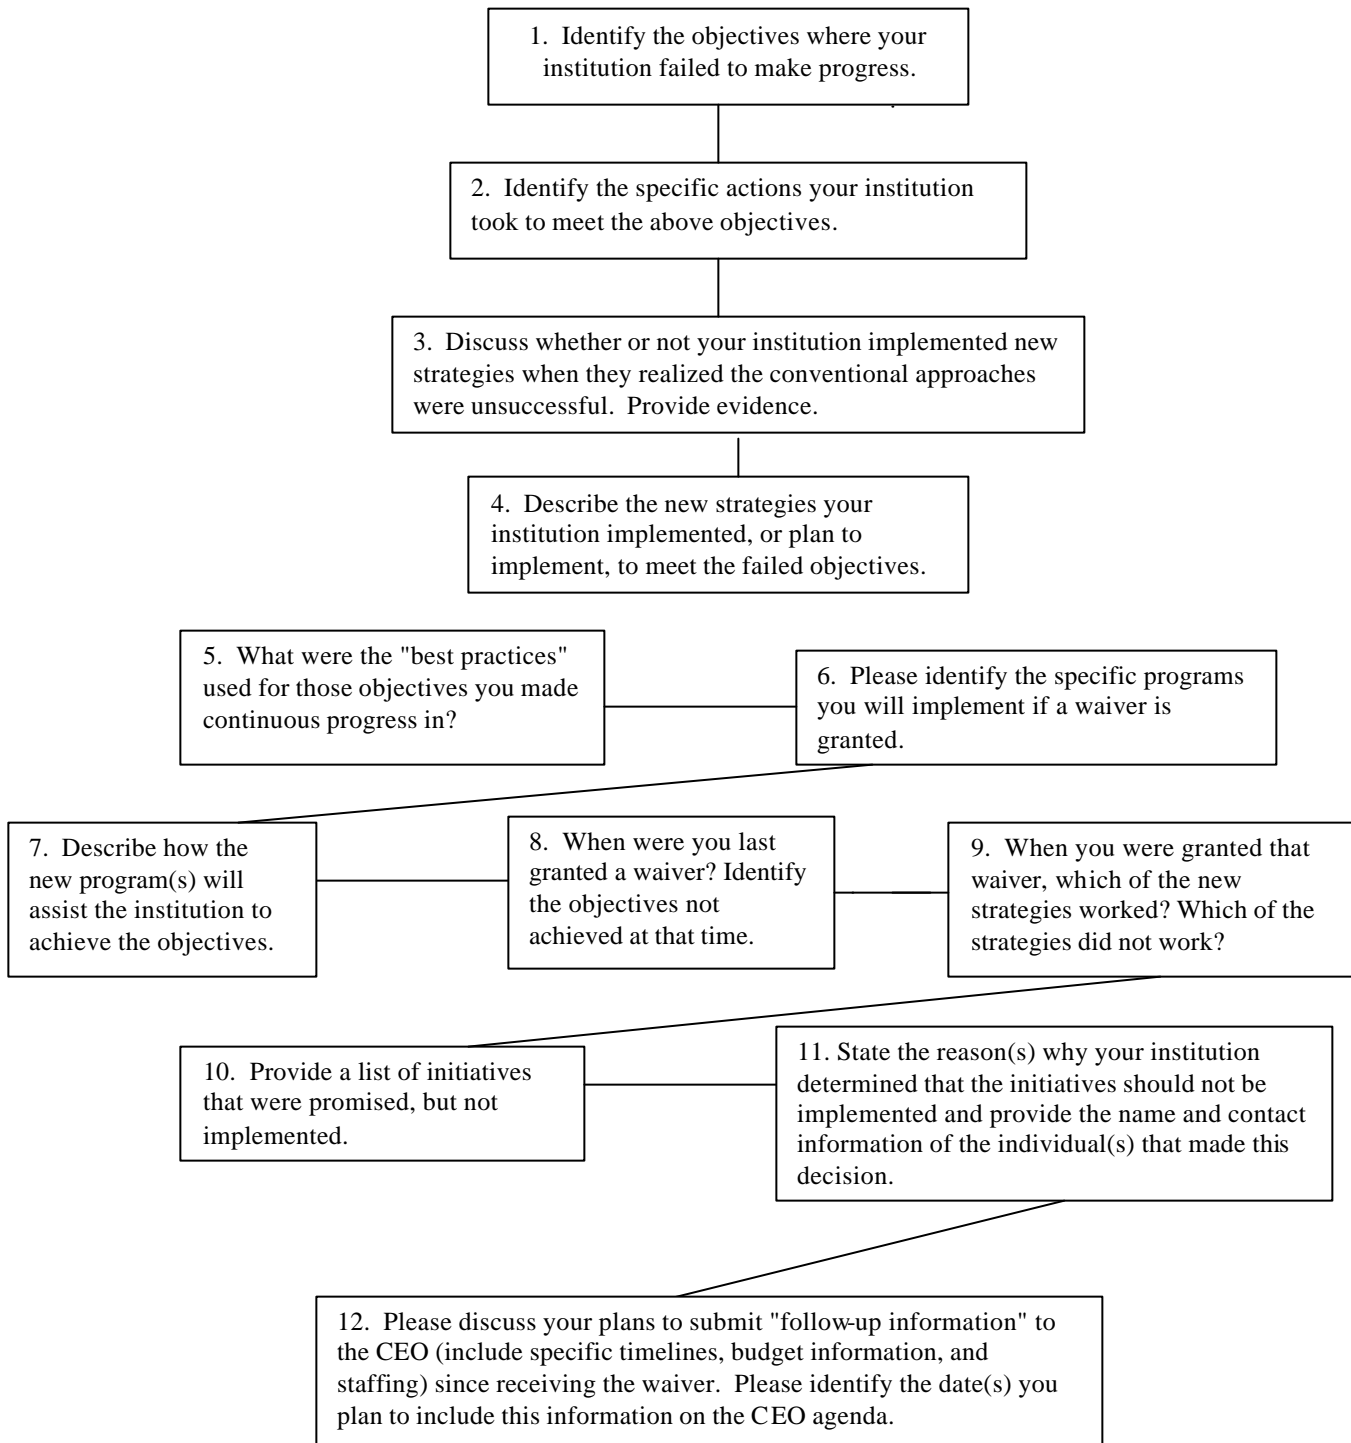 1.  Identify the objectives where your
institution failed to make progress.
2.  Identify the specific actions your institution
took to meet the above objectives.
3.  Discuss whether or not your institution implemented new
strategies when they realized the conventional approaches
were unsuccessful.  Provide evidence.
4.  Describe the new strategies your
institution implemented, or plan to
implement, to meet the failed objectives.
5.  What were the "best practices"
used for those objectives you made
continuous progress in?
6.  Please identify the specific programs
you will implement if a waiver is
granted.
7.  Describe how the
new program(s) will
assist the institution to
achieve the objectives.
8.  When were you last
granted a waiver? Identify
the objectives not
achieved at that time.
9.  When you were granted that
waiver, which of the new
strategies worked? Which of the
strategies did not work?
10.  Provide a list of initiatives
that were promised, but not
implemented.
11. State the reason(s) why your institution
determined that the initiatives should not be
implemented and provide the name and contact
information of the individual(s) that made this
decision.
12.  Please discuss your plans to submit "follow-up information" to
the CEO (include specific timelines, budget information, and
staffing) since receiving the waiver.  Please identify the date(s) you
plan to include this information on the CEO agenda.